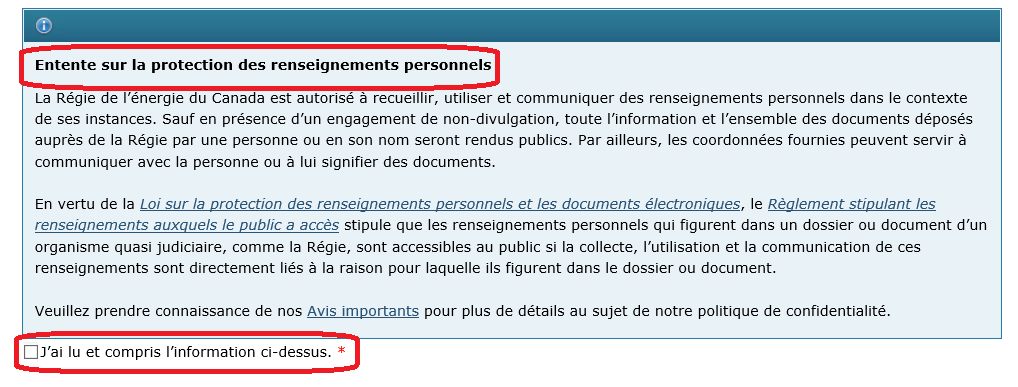 Entente sur la protection des renseignements personnels
La Régie de l’énergie du Canada est autorisé à recueillir, utiliser et communiquer des renseignements personnels dans le contexte
de ses instances. Sauf en présence d’un engagement de non-divulgation, toute l’information et l’ensemble des documents déposés
auprès de la Régie par une personne ou en son nom seront rendus publics. Par ailleurs, les coordonnées fournies peuvent servir à
communiquer avec la personne ou à lui signifier des documents.
En vertu de la Loi sur la protection des renseignements personnels et les documents électroniques, le Règlement stipulant les
renseignements auxquels le public a accès stipule que les renseignements personnels qui figurent dans un dossier ou document d’un
organisme quasi judiciaire, comme la Régie, sont accessibles au public si la collecte, l’utilisation et la communication de ces
renseignements sont directement liés à la raison pour laquelle ils figurent dans le dossier ou document.
Veuillez prendre connaissance de nos Avis importants pour plus de détails au sujet de notre politique de confidentialité.
J’ai lu et compris l’information ci-dessus. *